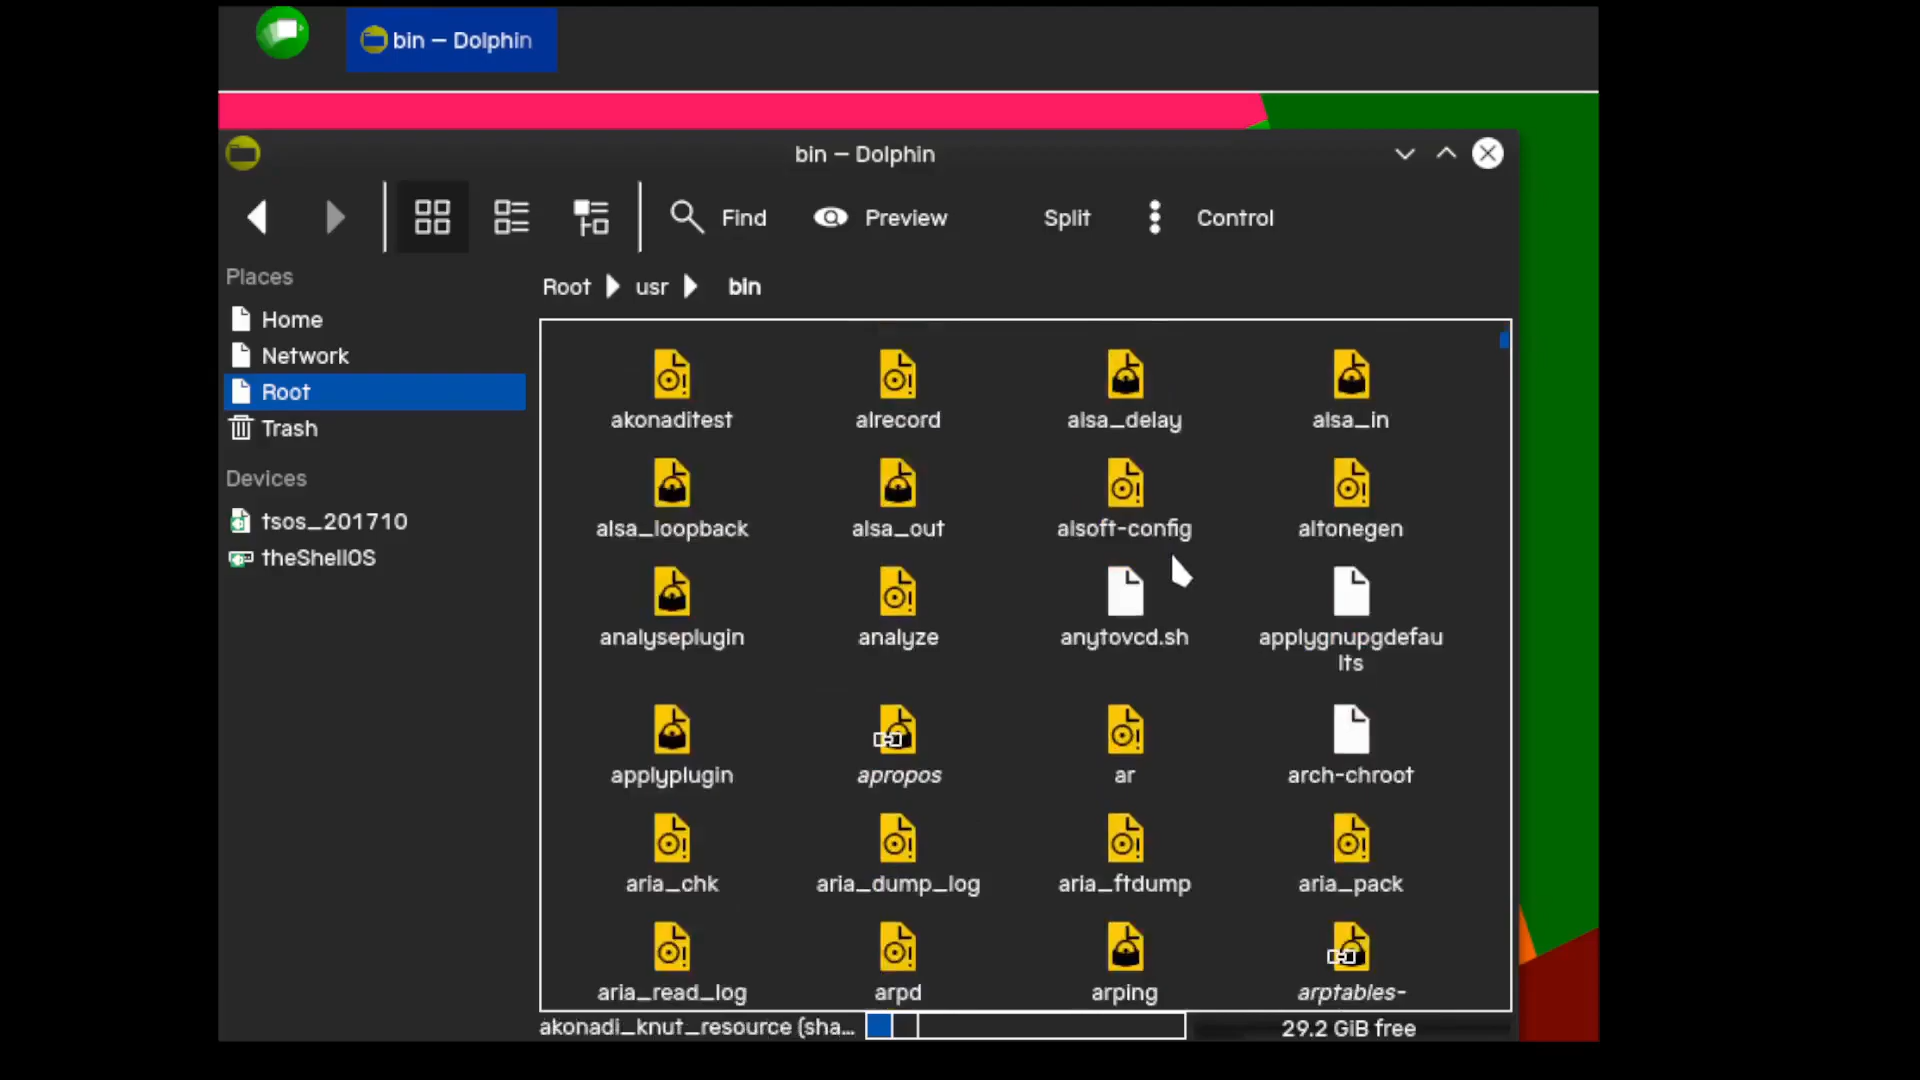 bin – Dolphin
bin – Dolphin
Find
Preview
Split
Control
Places
Home
Network
Root
Trash
Devices
tsos_201710
theShellOS
Root usr bin
akonaditest
alrecord
alsa_delay
alsa_in
alsa_loopback
alsa_out
alsoft-config
altonegen
analyseplugin
analyze
anytovcd.sh
applygnupgdefau
lts
applyplugin
apropos
ar
arch-chroot
aria_chk
aria_dump_log
aria_ftdump
aria_pack
aria_read_log
arpd
arping
arptables-
akonadi_knut_resource (sha...
29.2 GiB free